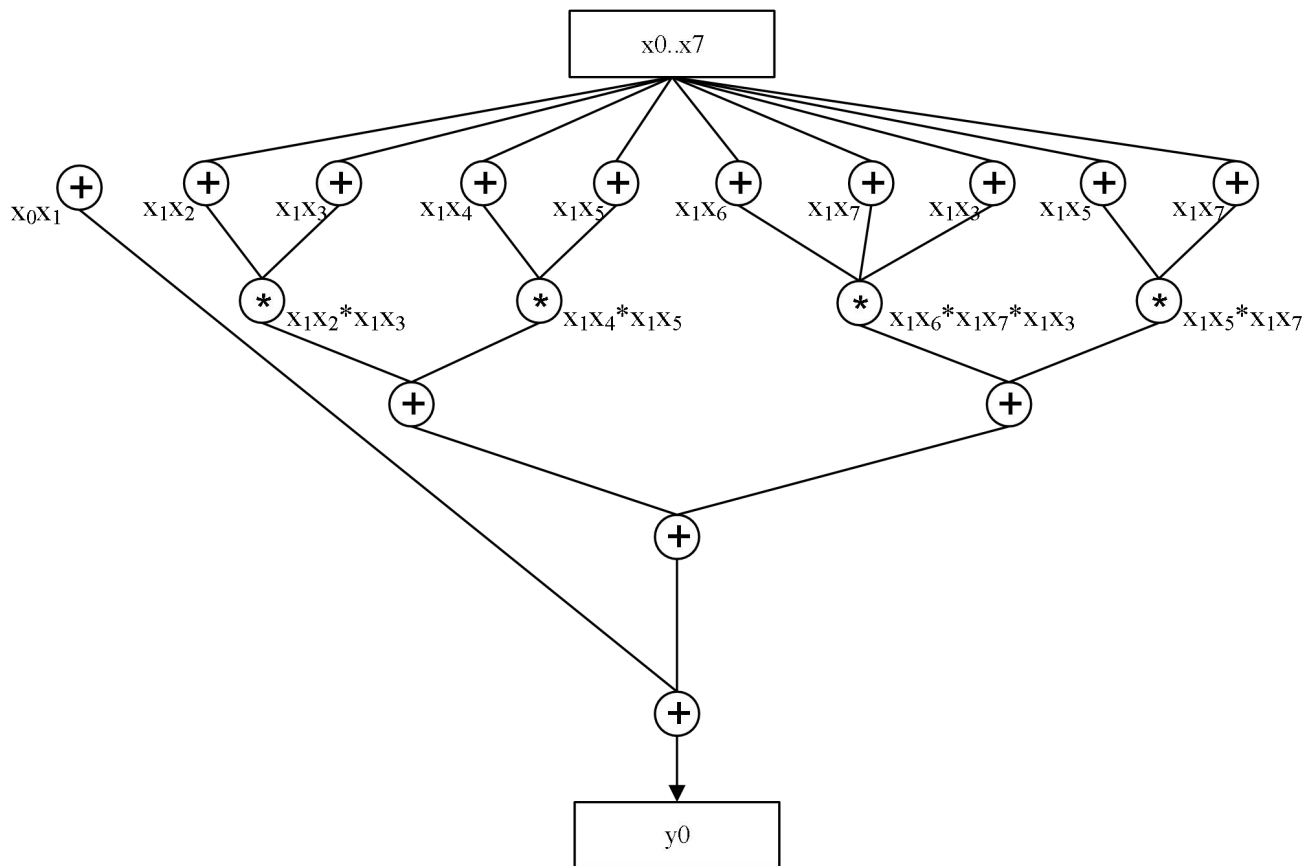 x0..x7
+ + + + + + + + + +
x₀x₁ x₁x₂ x₁x₃ x₁x₄ x₁x₅ x₁x₆ x₁x₇ x₁x₃ x₁x₅ x₁x₇
* * * *
x₁x₂*x₁x₃ x₁x₄*x₁x₅ x₁x₆*x₁x₇*x₁x₃ x₁x₅*x₁x₇
+ +
+
+
y0